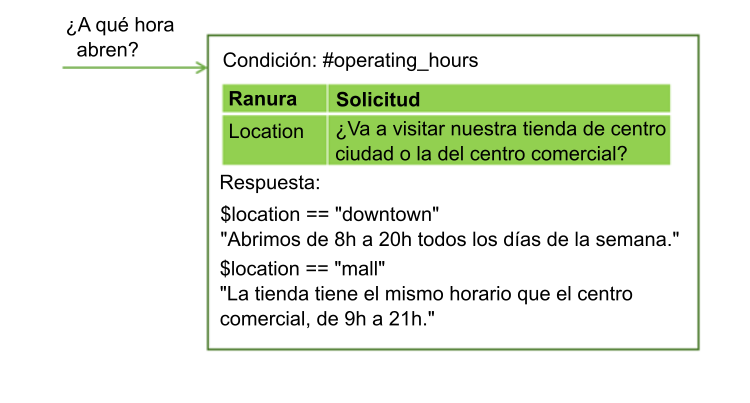 ¿A qué hora
abren?
Condición: #operating_hours
Ranura Solicitud
Location ¿Va a visitar nuestra tienda de centro
ciudad o la del centro comercial?
Respuesta:
$location == "downtown"
"Abrimos de 8h a 20h todos los días de la semana."
$location == "mall"
"La tienda tiene el mismo horario que el centro
comercial, de 9h a 21h."